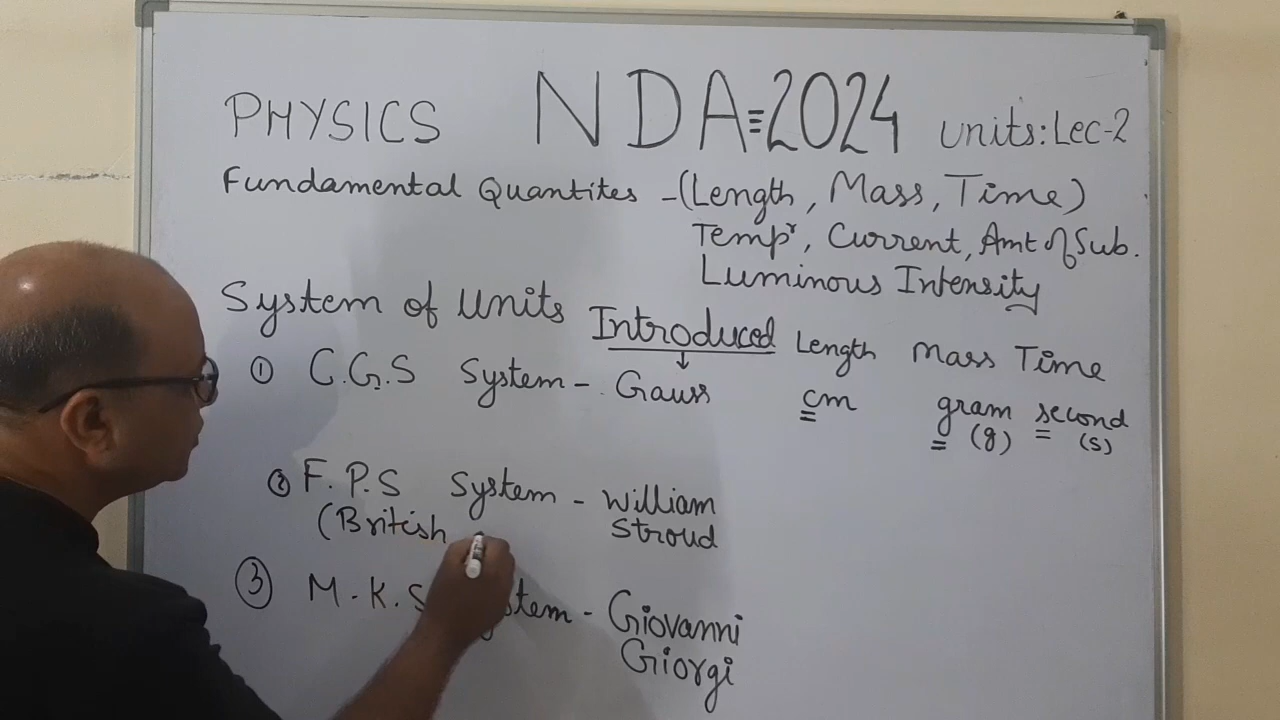 PHYSICS NDA=2024 Units: Lec-2
Fundamental Quantites - (Length, Mass, Time)
Temp^r, Current, Amt of Sub.
Luminous Intensity
System of Units Introduced Length Mass Time
① C.G.S System - Gauss cm gram second
(g) (s)
② F.P.S System - William
(British Stroud
③ M.K.S - Giovanni
Giorgi